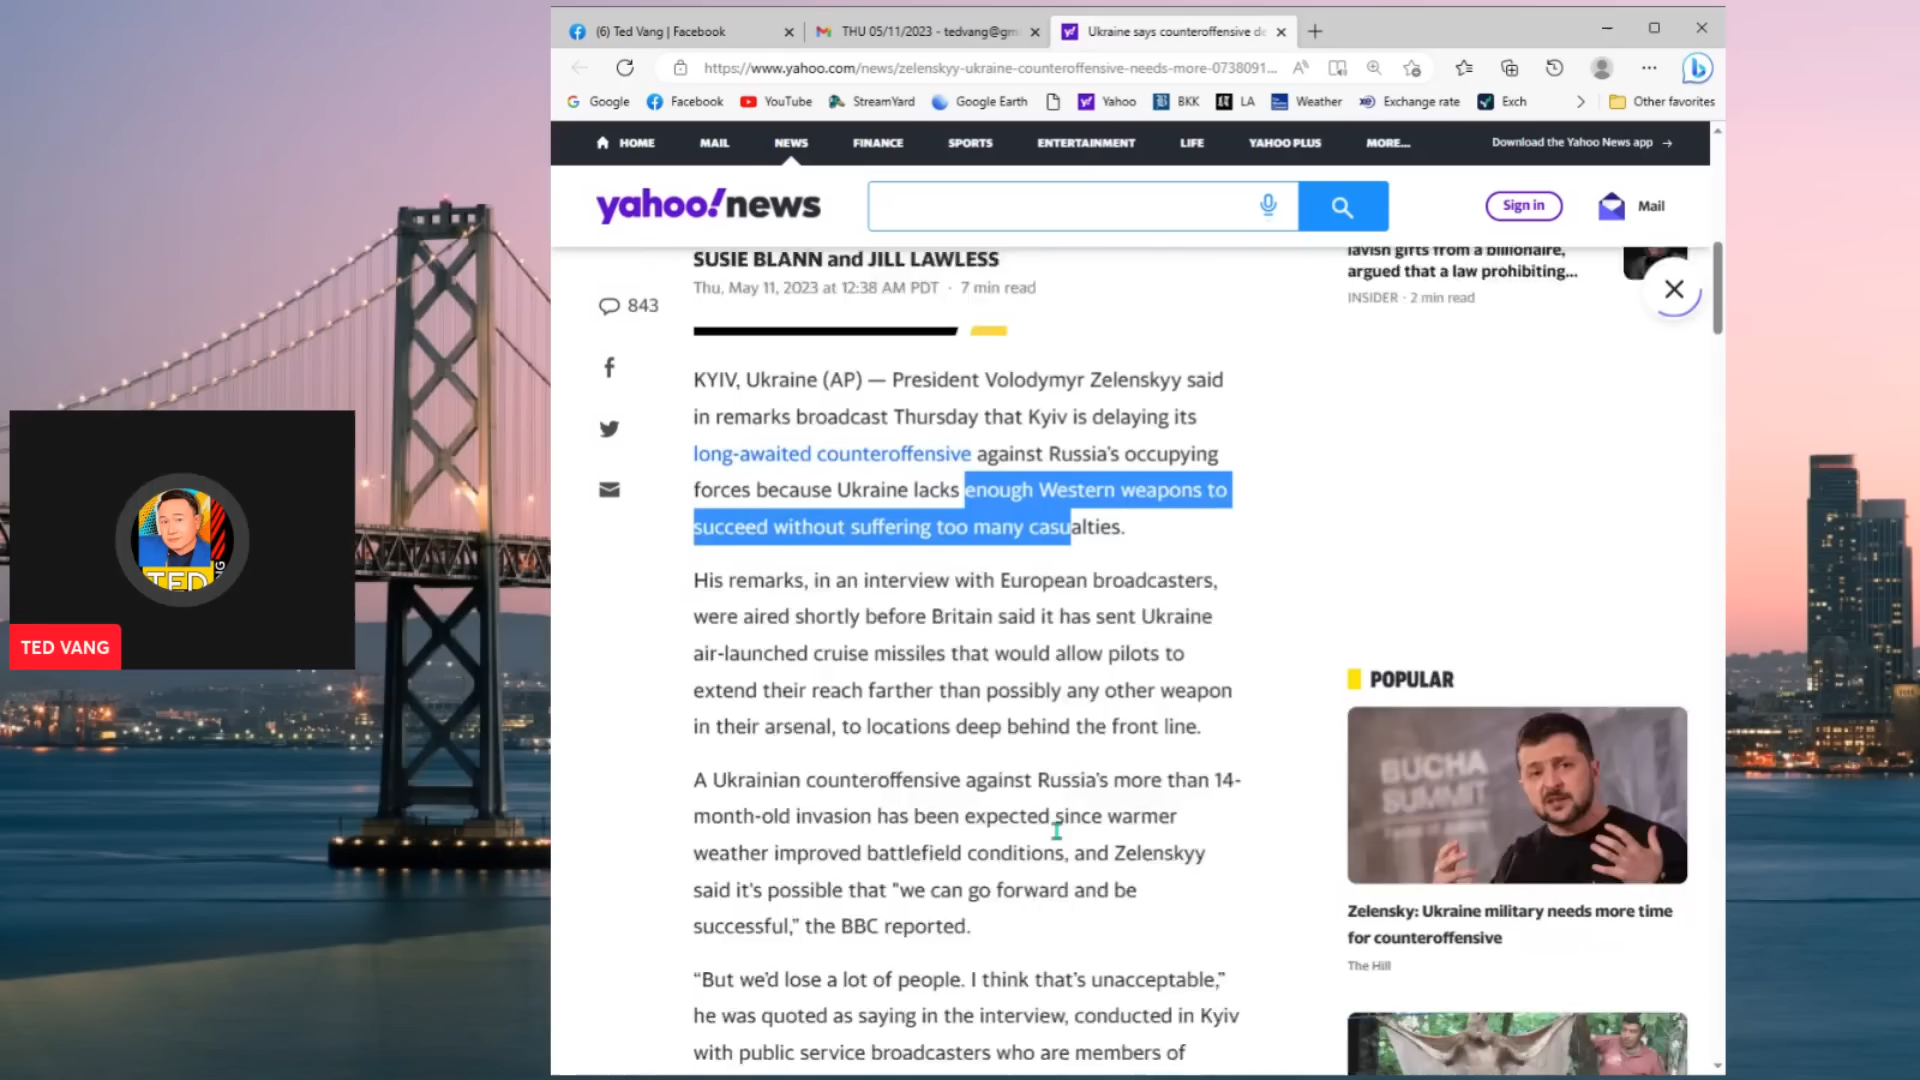 (6) Ted Vang | Facebook
THU 05/11/2023 - tedvang@gm
Ukraine says counteroffensive de
https://www.yahoo.com/news/zelenskyy-ukraine-counteroffensive-needs-more-0738091...
Google
Facebook
YouTube
StreamYard
Google Earth
Yahoo
BKK
LA
Weather
Exchange rate
Exch
Other favorites
HOME
MAIL
NEWS
FINANCE
SPORTS
ENTERTAINMENT
LIFE
YAHOO PLUS
MORE...
Download the Yahoo News app →
yahoo!news
Sign in
Mail
SUSIE BLANN and JILL LAWLESS
Thu, May 11, 2023 at 12:38 AM PDT · 7 min read
843
KYIV, Ukraine (AP) — President Volodymyr Zelenskyy said
in remarks broadcast Thursday that Kyiv is delaying its
long-awaited counteroffensive against Russia's occupying
forces because Ukraine lacks enough Western weapons to
succeed without suffering too many casualties.
His remarks, in an interview with European broadcasters,
were aired shortly before Britain said it has sent Ukraine
air-launched cruise missiles that would allow pilots to
extend their reach farther than possibly any other weapon
in their arsenal, to locations deep behind the front line.
A Ukrainian counteroffensive against Russia's more than 14-
month-old invasion has been expected since warmer
weather improved battlefield conditions, and Zelenskyy
said it's possible that "we can go forward and be
successful,” the BBC reported.
“But we'd lose a lot of people. I think that's unacceptable,”
he was quoted as saying in the interview, conducted in Kyiv
with public service broadcasters who are members of
lavish gifts from a billionaire,
argued that a law prohibiting...
INSIDER · 2 min read
POPULAR
BUCHA
SUMMIT
Zelensky: Ukraine military needs more time
for counteroffensive
The Hill
TED
TED VANG